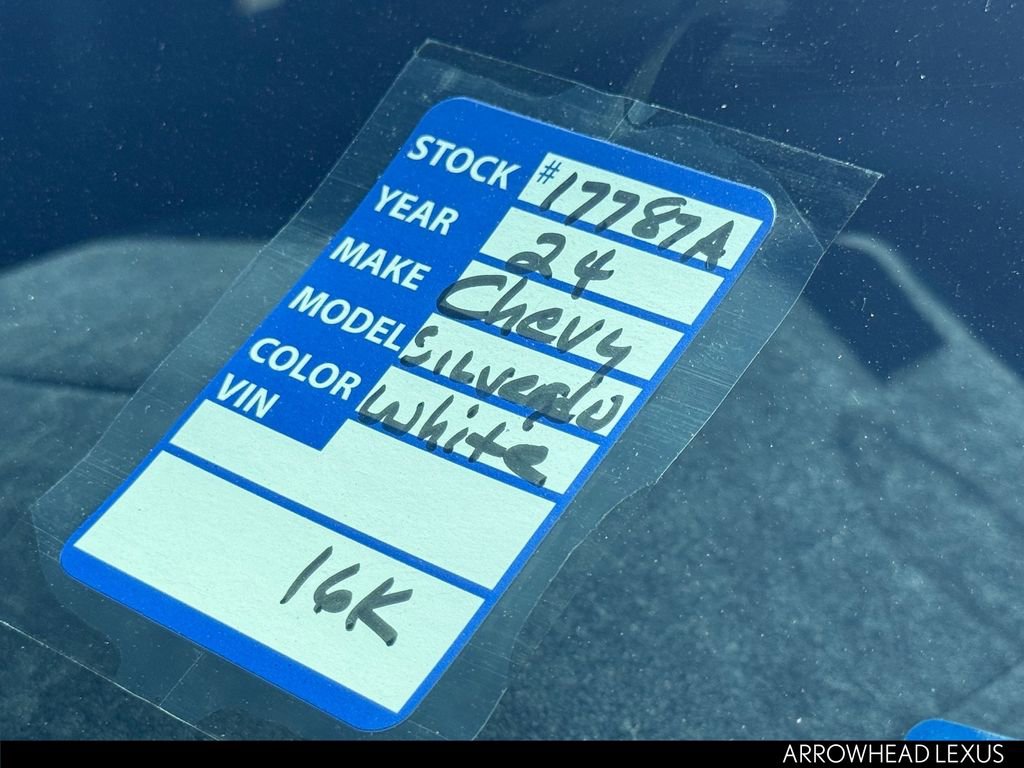 STOCK #17787A
YEAR 24
MAKE Chevy
MODEL Silverado
COLOR White
VIN
16K
ARROWHEAD LEXUS